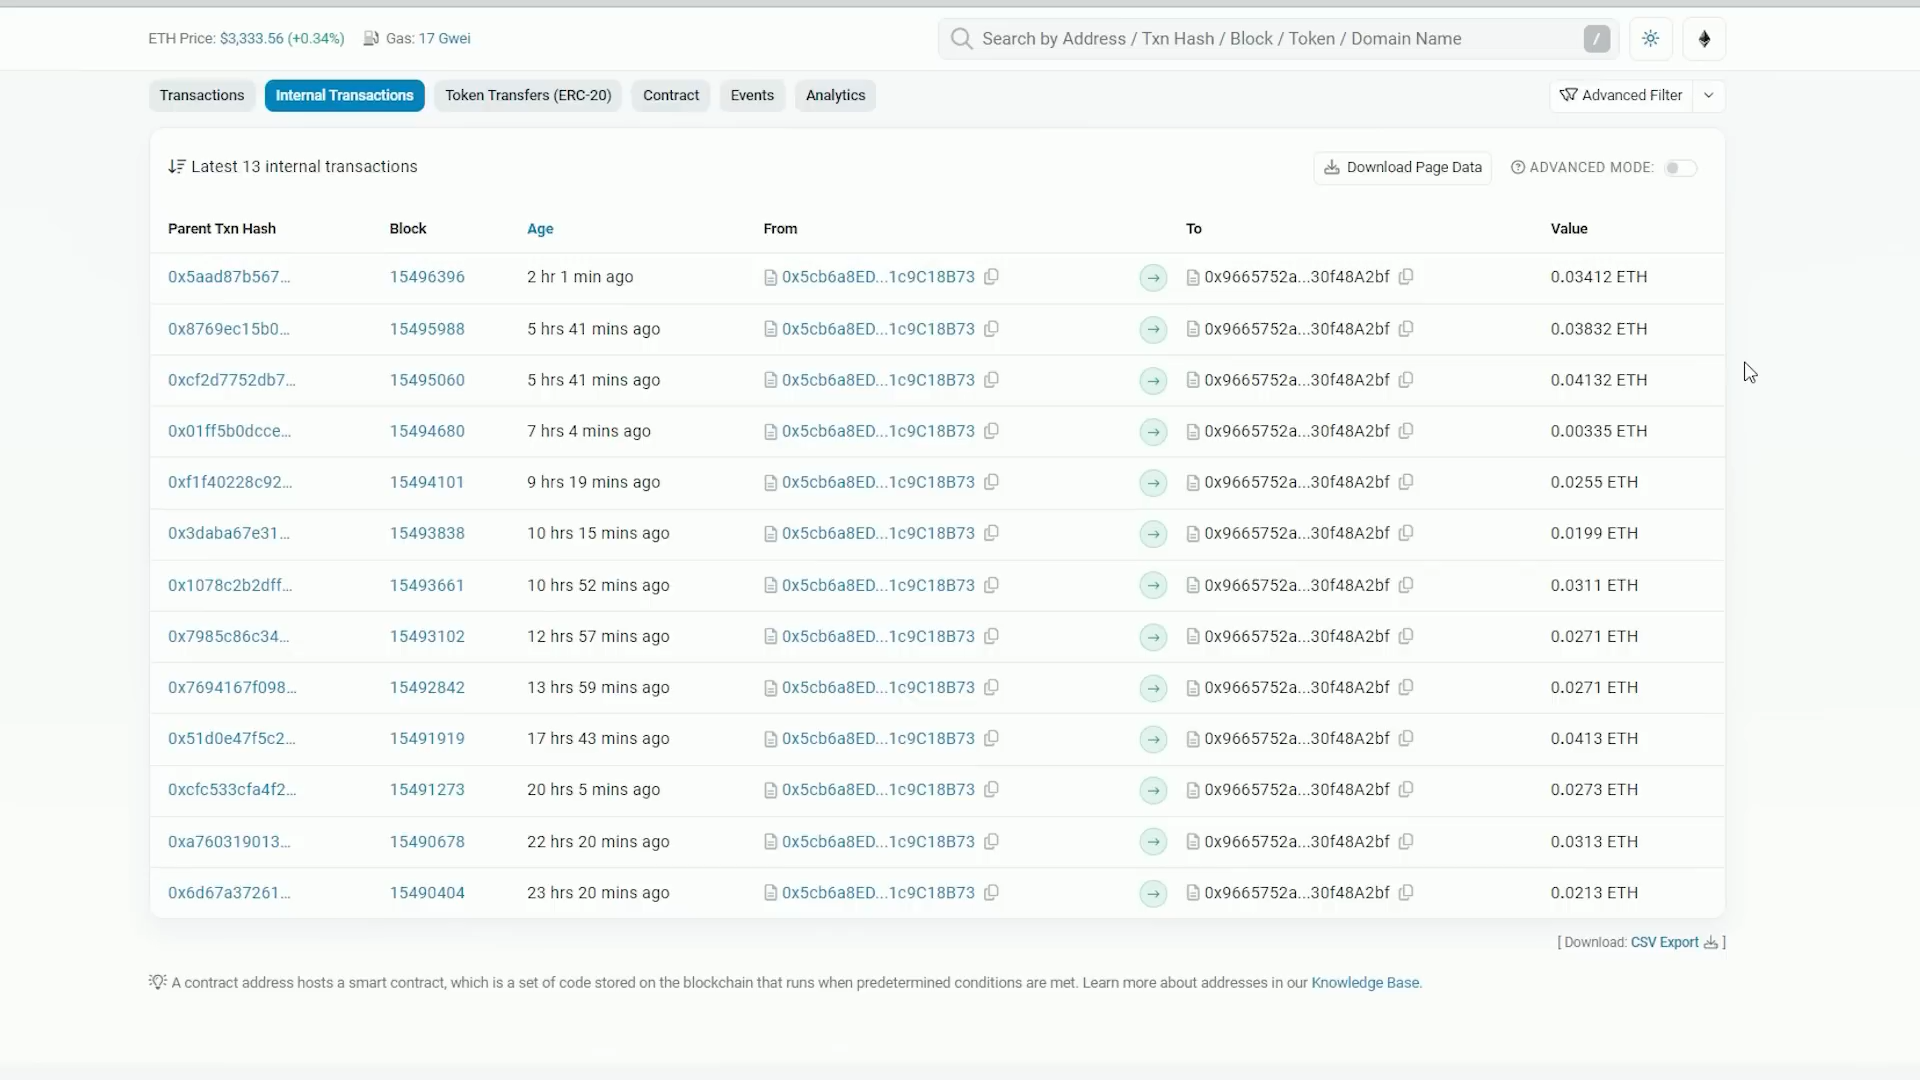 ETH Price: $3,333.56 (+0.34%) Gas: 17 Gwei Search by Address / Txn Hash / Block / Token / Domain Name /
Transactions Internal Transactions Token Transfers (ERC-20) Contract Events Analytics Advanced Filter
Latest 13 internal transactions Download Page Data ADVANCED MODE:
Parent Txn Hash Block Age From To Value
0x5aad87b567... 15496396 2 hr 1 min ago 0x5cb6a8ED...1c9C18B73 0x9665752a...30f48A2bf 0.03412 ETH
0x8769ec15b0... 15495988 5 hrs 41 mins ago 0x5cb6a8ED...1c9C18B73 0x9665752a...30f48A2bf 0.03832 ETH
0xcf2d7752db7... 15495060 5 hrs 41 mins ago 0x5cb6a8ED...1c9C18B73 0x9665752a...30f48A2bf 0.04132 ETH
0x01ff5b0dcce... 15494680 7 hrs 4 mins ago 0x5cb6a8ED...1c9C18B73 0x9665752a...30f48A2bf 0.00335 ETH
0xf1f40228c92... 15494101 9 hrs 19 mins ago 0x5cb6a8ED...1c9C18B73 0x9665752a...30f48A2bf 0.0255 ETH
0x3daba67e31... 15493838 10 hrs 15 mins ago 0x5cb6a8ED...1c9C18B73 0x9665752a...30f48A2bf 0.0199 ETH
0x1078c2b2dff... 15493661 10 hrs 52 mins ago 0x5cb6a8ED...1c9C18B73 0x9665752a...30f48A2bf 0.0311 ETH
0x7985c86c34... 15493102 12 hrs 57 mins ago 0x5cb6a8ED...1c9C18B73 0x9665752a...30f48A2bf 0.0271 ETH
0x7694167f098... 15492842 13 hrs 59 mins ago 0x5cb6a8ED...1c9C18B73 0x9665752a...30f48A2bf 0.0271 ETH
0x51d0e47f5c2... 15491919 17 hrs 43 mins ago 0x5cb6a8ED...1c9C18B73 0x9665752a...30f48A2bf 0.0413 ETH
0xcfc533cfa4f2... 15491273 20 hrs 5 mins ago 0x5cb6a8ED...1c9C18B73 0x9665752a...30f48A2bf 0.0273 ETH
0xa760319013... 15490678 22 hrs 20 mins ago 0x5cb6a8ED...1c9C18B73 0x9665752a...30f48A2bf 0.0313 ETH
0x6d67a37261... 15490404 23 hrs 20 mins ago 0x5cb6a8ED...1c9C18B73 0x9665752a...30f48A2bf 0.0213 ETH
[ Download: CSV Export ]
A contract address hosts a smart contract, which is a set of code stored on the blockchain that runs when predetermined conditions are met. Learn more about addresses in our Knowledge Base.